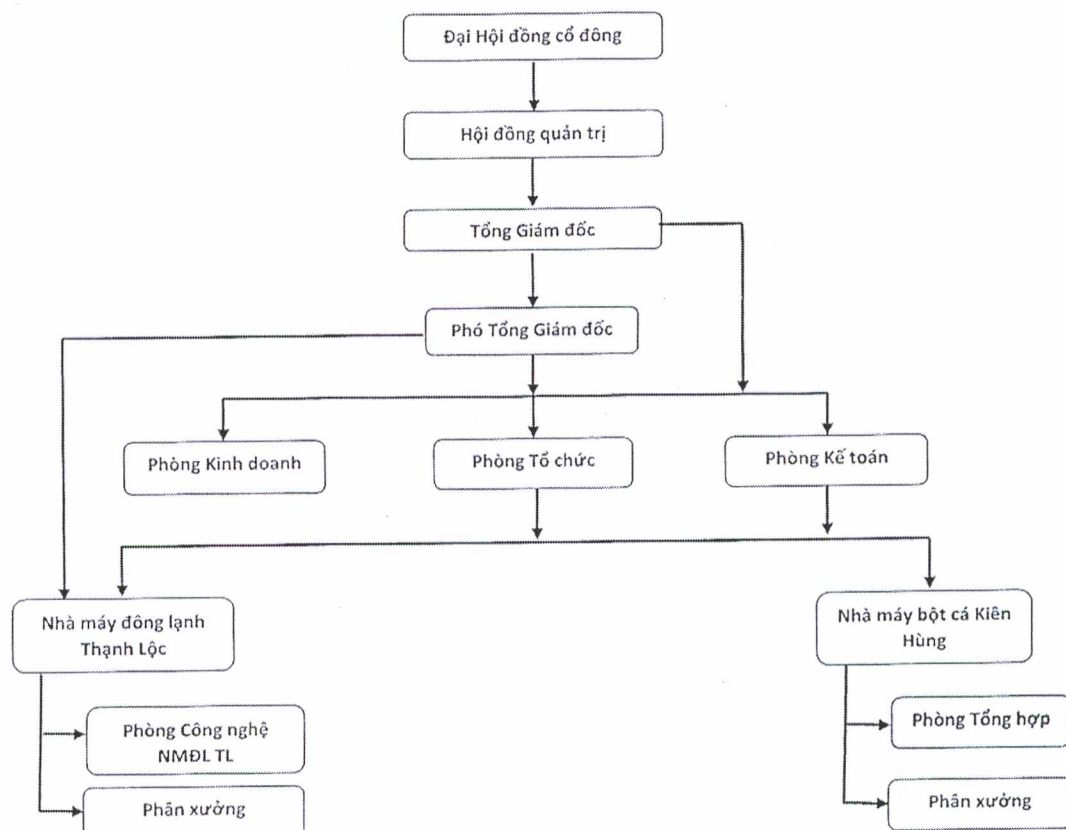 Đại Hội đồng cổ đông
Hội đồng quản trị
Tổng Giám đốc
Phó Tổng Giám đốc
Phòng Kinh doanh
Phòng Tổ chức
Phòng Kế toán
Nhà máy đông lạnh
Thạnh Lộc
Nhà máy bột cá Kiên
Hùng
Phòng Công nghệ
NMĐL TL
Phòng Tổng hợp
Phân xưởng
Phân xưởng